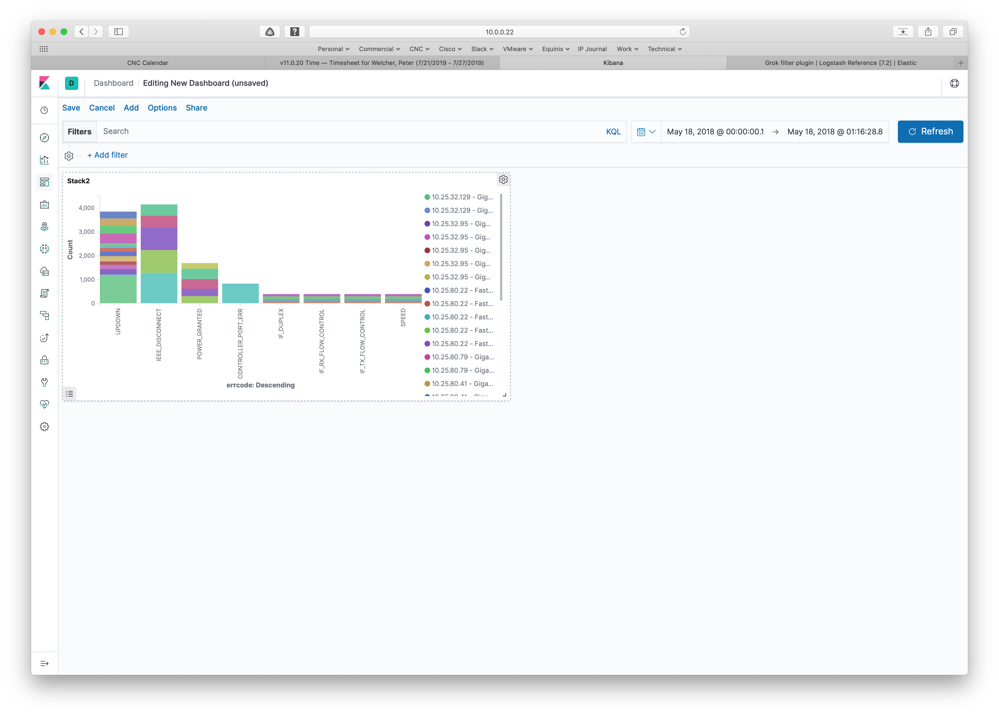 10.0.0.22
Personal Commercial CNC Cisco Slack VMware Equinix IP Journal Work Technical
CNC Calendar
v11.0.20 Time — Timesheet for Welcher, Peter (7/21/2019 - 7/27/2019)
Kibana
Grok filter plugin | Logstash Reference [7.2] | Elastic
D
Dashboard / Editing New Dashboard (unsaved)
Save Cancel Add Options Share
Filters Search KQL
May 18, 2018 @ 00:00:00.1 → May 18, 2018 @ 01:16:28.8
Refresh
+ Add filter
Stack2
4,000
3,000
2,000
1,000
0
Count
UPDOWN
IEEE_DISCONNECT
POWER_GRANTED
CONTROLLER_PORT_ERR
IF_DUPLEX
IF_RX_FLOW_CONTROL
IF_TX_FLOW_CONTROL
SPEED
errcode: Descending
10.25.32.129 - Gig...
10.25.32.129 - Gig...
10.25.32.95 - Gig...
10.25.32.95 - Gig...
10.25.32.95 - Gig...
10.25.32.95 - Gig...
10.25.32.95 - Gig...
10.25.80.22 - Fast...
10.25.80.22 - Fast...
10.25.80.22 - Fast...
10.25.80.22 - Fast...
10.25.80.22 - Fast...
10.25.80.79 - Giga...
10.25.80.79 - Giga...
10.25.80.41 - Giga...